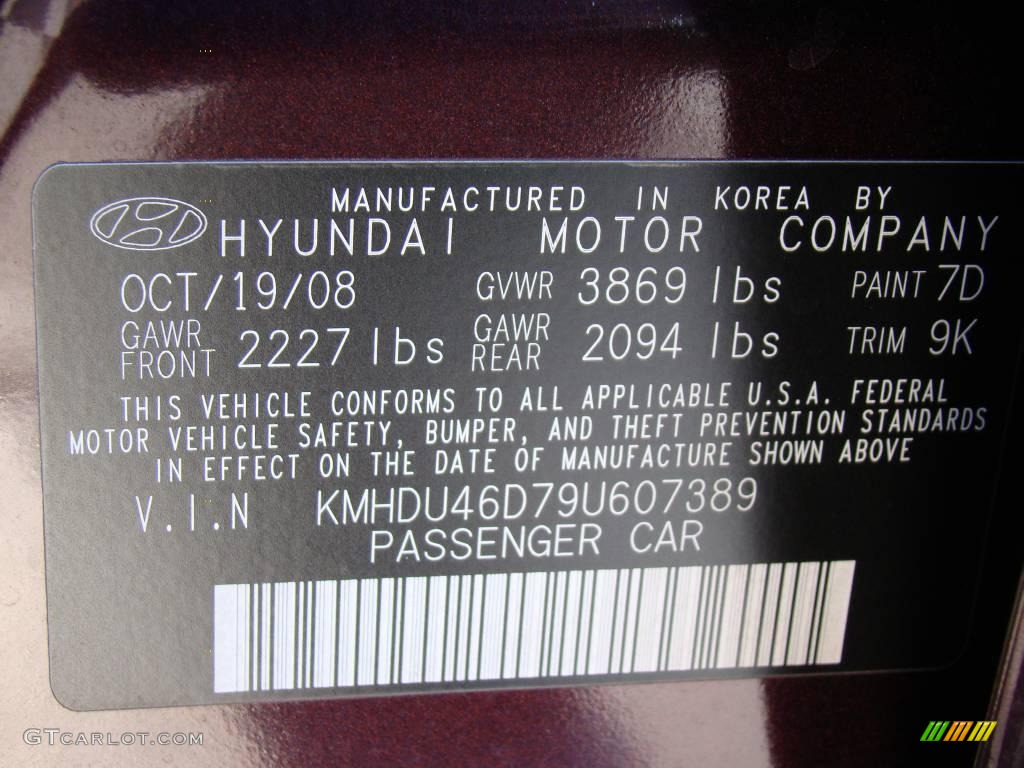 MANUFACTURED IN KOREA BY
HYUNDAI MOTOR COMPANY
OCT/19/08 GVWR 3869 lbs PAINT 7D
GAWR FRONT 2227 lbs GAWR REAR 2094 lbs TRIM 9K
THIS VEHICLE CONFORMS TO ALL APPLICABLE U.S.A. FEDERAL
MOTOR VEHICLE SAFETY, BUMPER, AND THEFT PREVENTION STANDARDS
IN EFFECT ON THE DATE OF MANUFACTURE SHOWN ABOVE
V.I.N KMHDU46D79U607389
PASSENGER CAR
GTCARLOT.COM